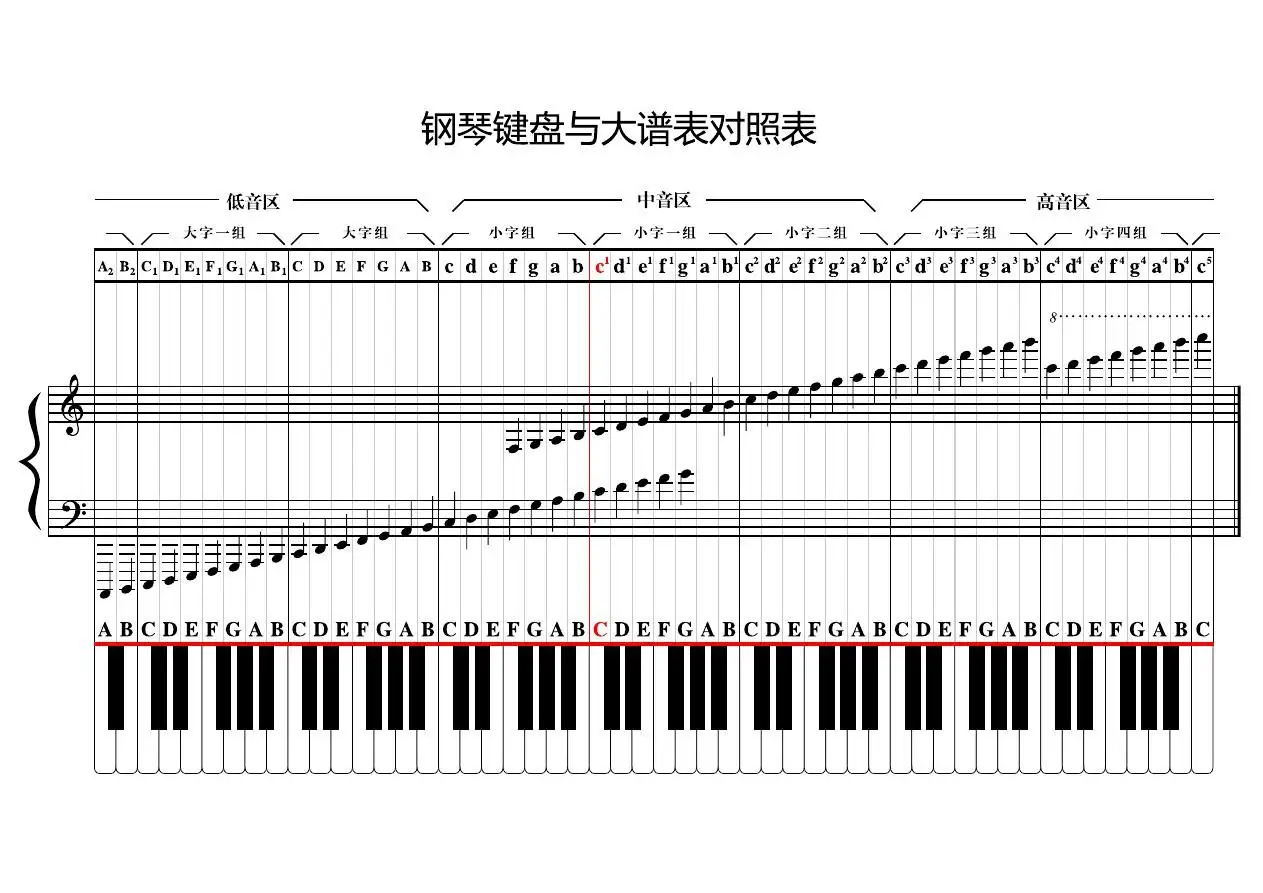 钢琴键盘与大谱表对照表
低音区 中音区 高音区
大字一组 大字组 小字组 小字一组 小字二组 小字三组 小字四组
A₂ B₂ C₁ D₁ E₁ F₁ G₁ A₁ B₁ C D E F G A B c d e f g a b c¹ d¹ e¹ f¹ g¹ a¹ b¹ c² d² e² f² g² a² b² c³ d³ e³ f³ g³ a³ b³ c⁴ d⁴ e⁴ f⁴ g⁴ a⁴ b⁴ c⁵
8
A B C D E F G A B C D E F G A B C D E F G A B C D E F G A B C D E F G A B C D E F G A B C D E F G A B C